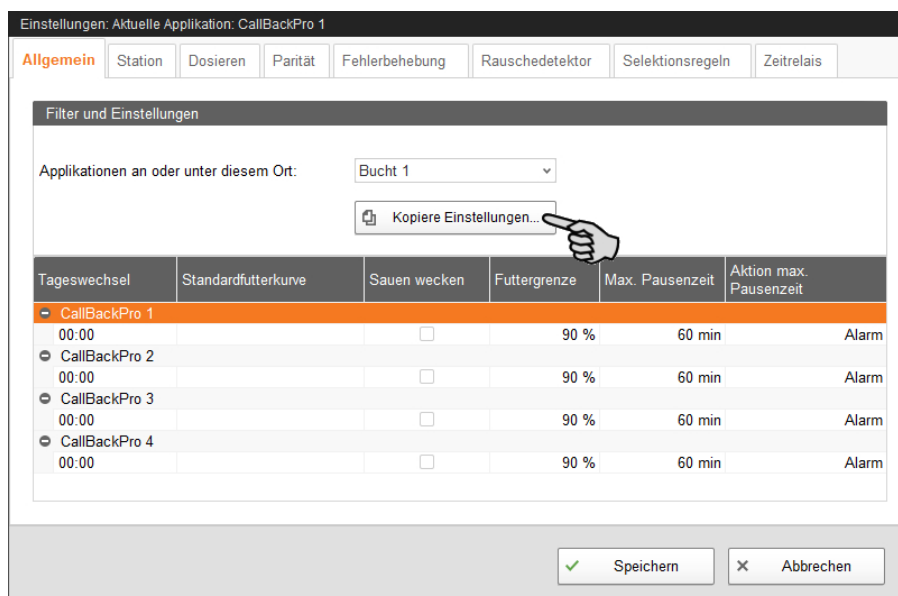 Einstellungen: Aktuelle Applikation: CallBackPro 1
Allgemein Station Dosieren Parität Fehlerbehebung Rauschedetektor Selektionsregeln Zeitrelais
Filter und Einstellungen
Applikationen an oder unter diesem Ort: Bucht 1
Kopiere Einstellungen...
Tageswechsel Standardfutterkurve Sauen wecken Futtergrenze Max. Pausenzeit Aktion max. Pausenzeit
CallBackPro 1
00:00 90 % 60 min Alarm
CallBackPro 2
00:00 90 % 60 min Alarm
CallBackPro 3
00:00 90 % 60 min Alarm
CallBackPro 4
00:00 90 % 60 min Alarm
Speichern Abbrechen